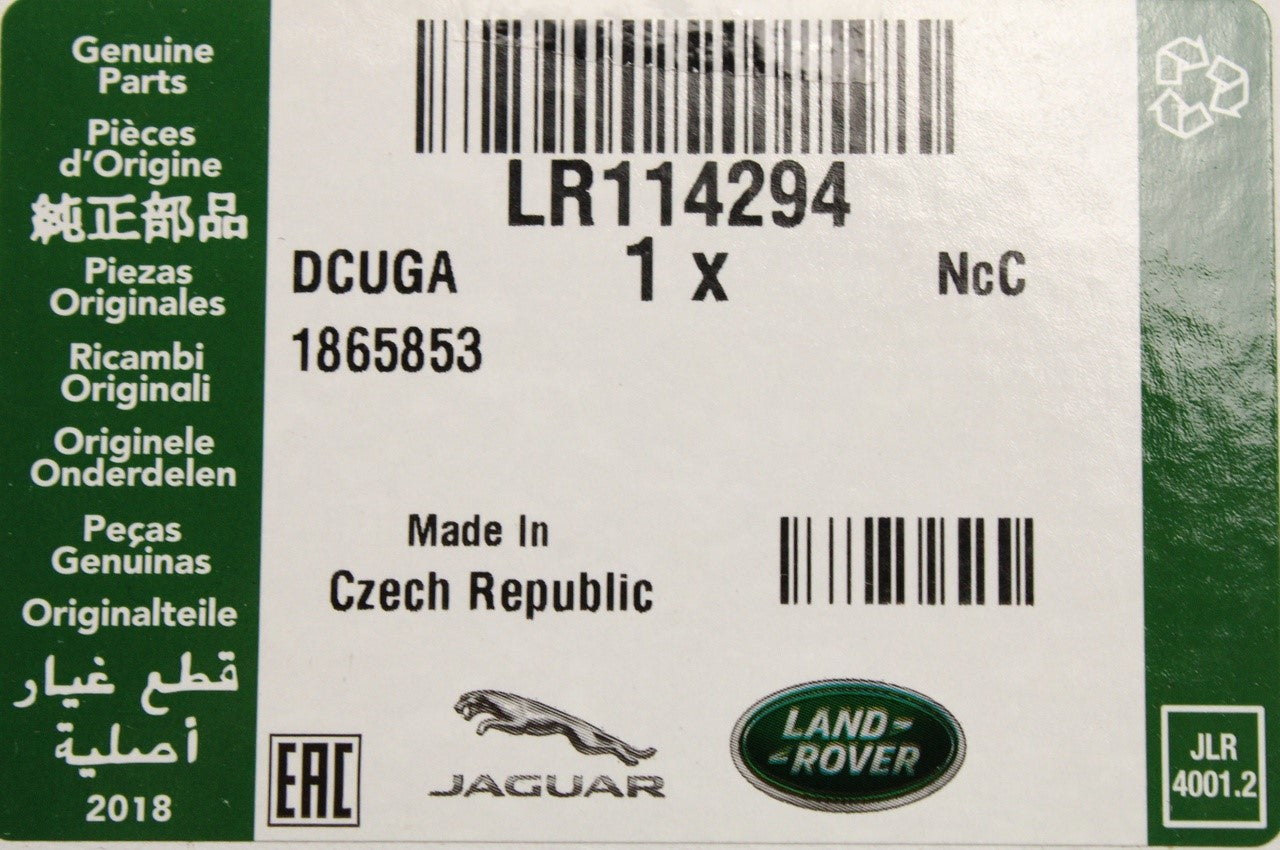 Genuine
Parts
Pièces
d'Origine
純正部品
Piezas
Originales
Ricambi
Originali
Originele
Onderdelen
Peças
Genuinas
Originalteile
قطع غيار
أصلية
2018
LR114294
DCUGA 1 x NcC
1865853
Made In
Czech Republic
EAC
JAGUAR
LAND-
-ROVER
JLR
4001.2